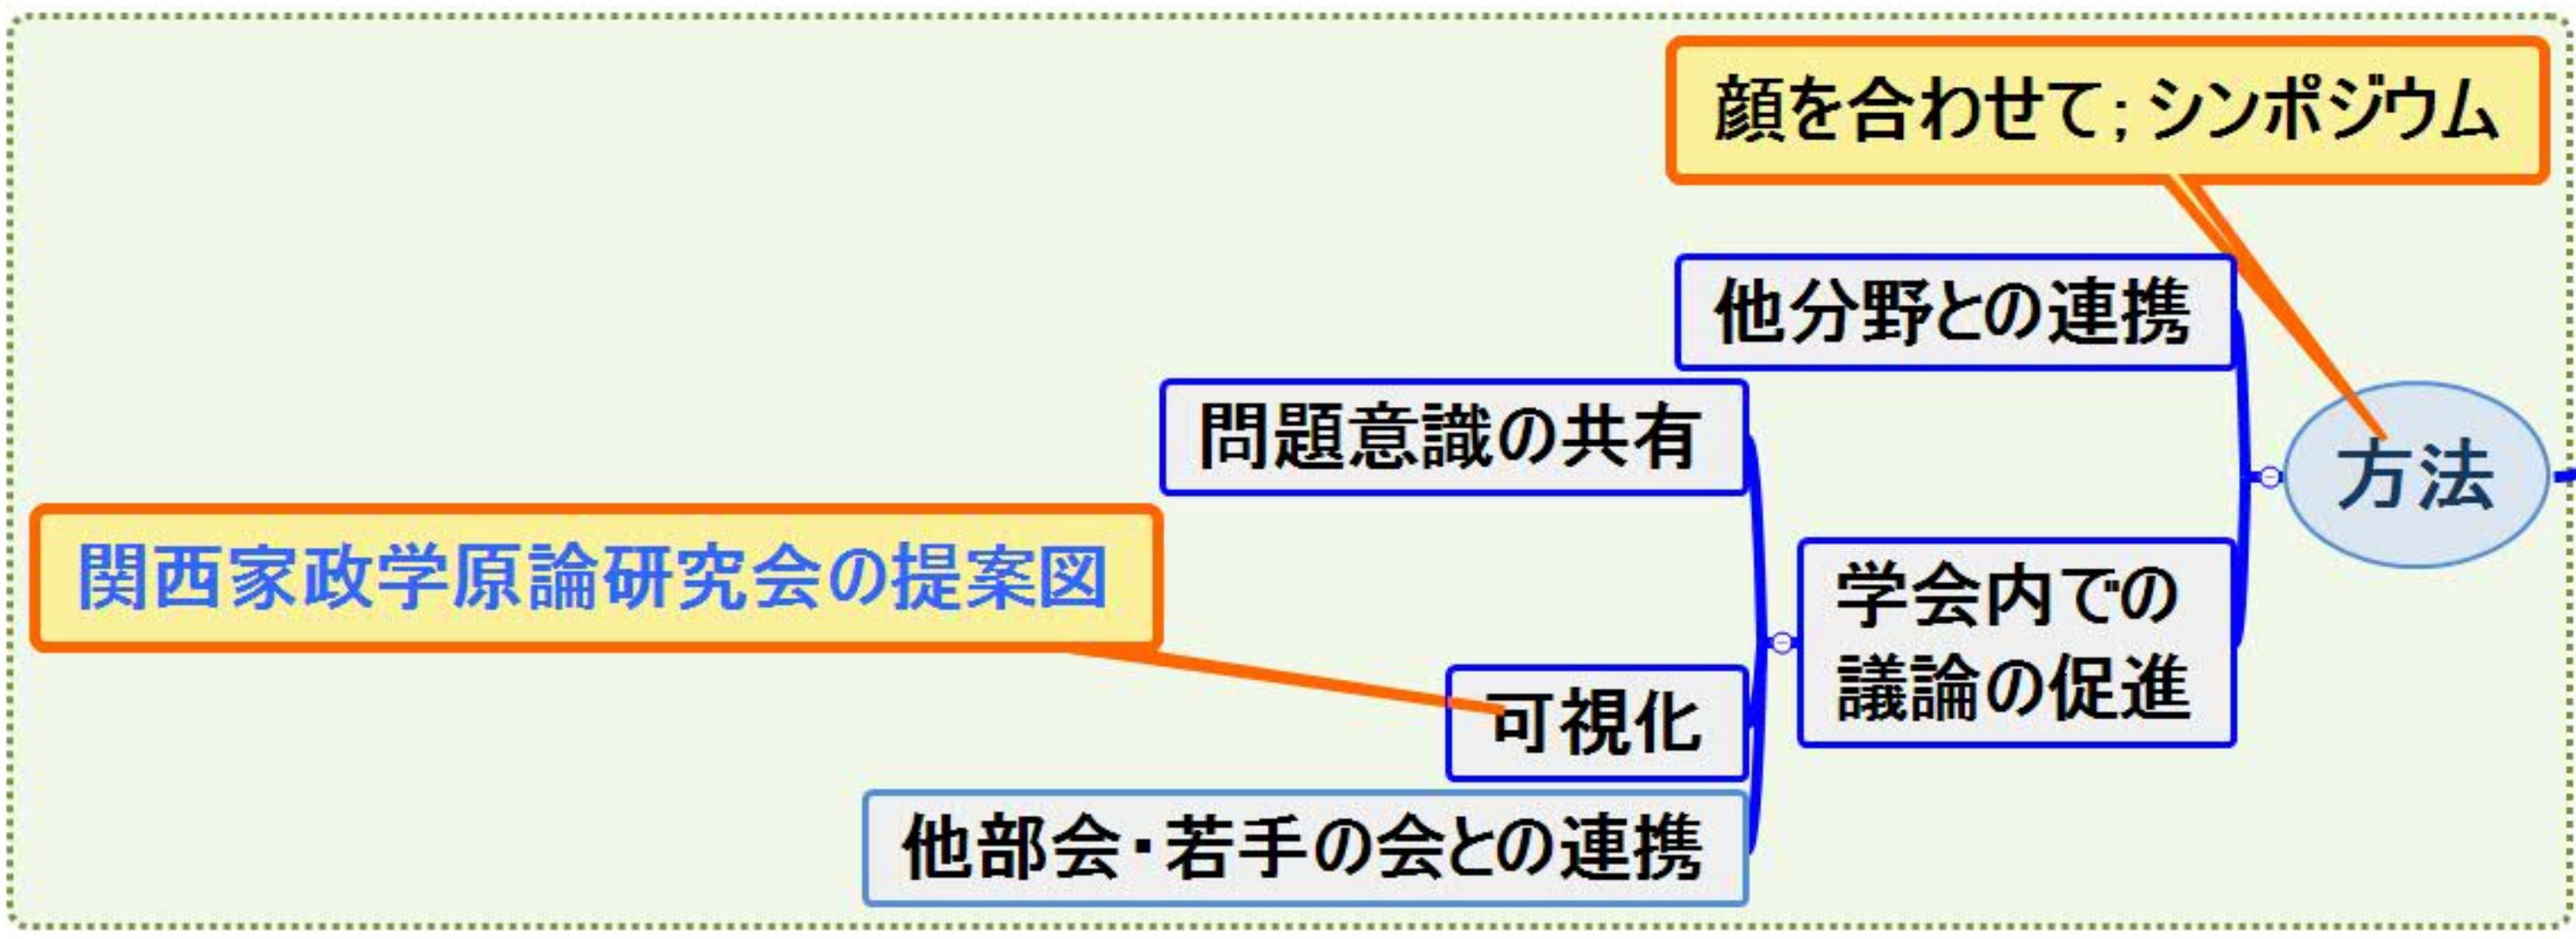 顔を合わせて；シンポジウム
他分野との連携
問題意識の共有
方法
関西家政学原論研究会の提案図
学会内での
議論の促進
可視化
他部会・若手の会との連携